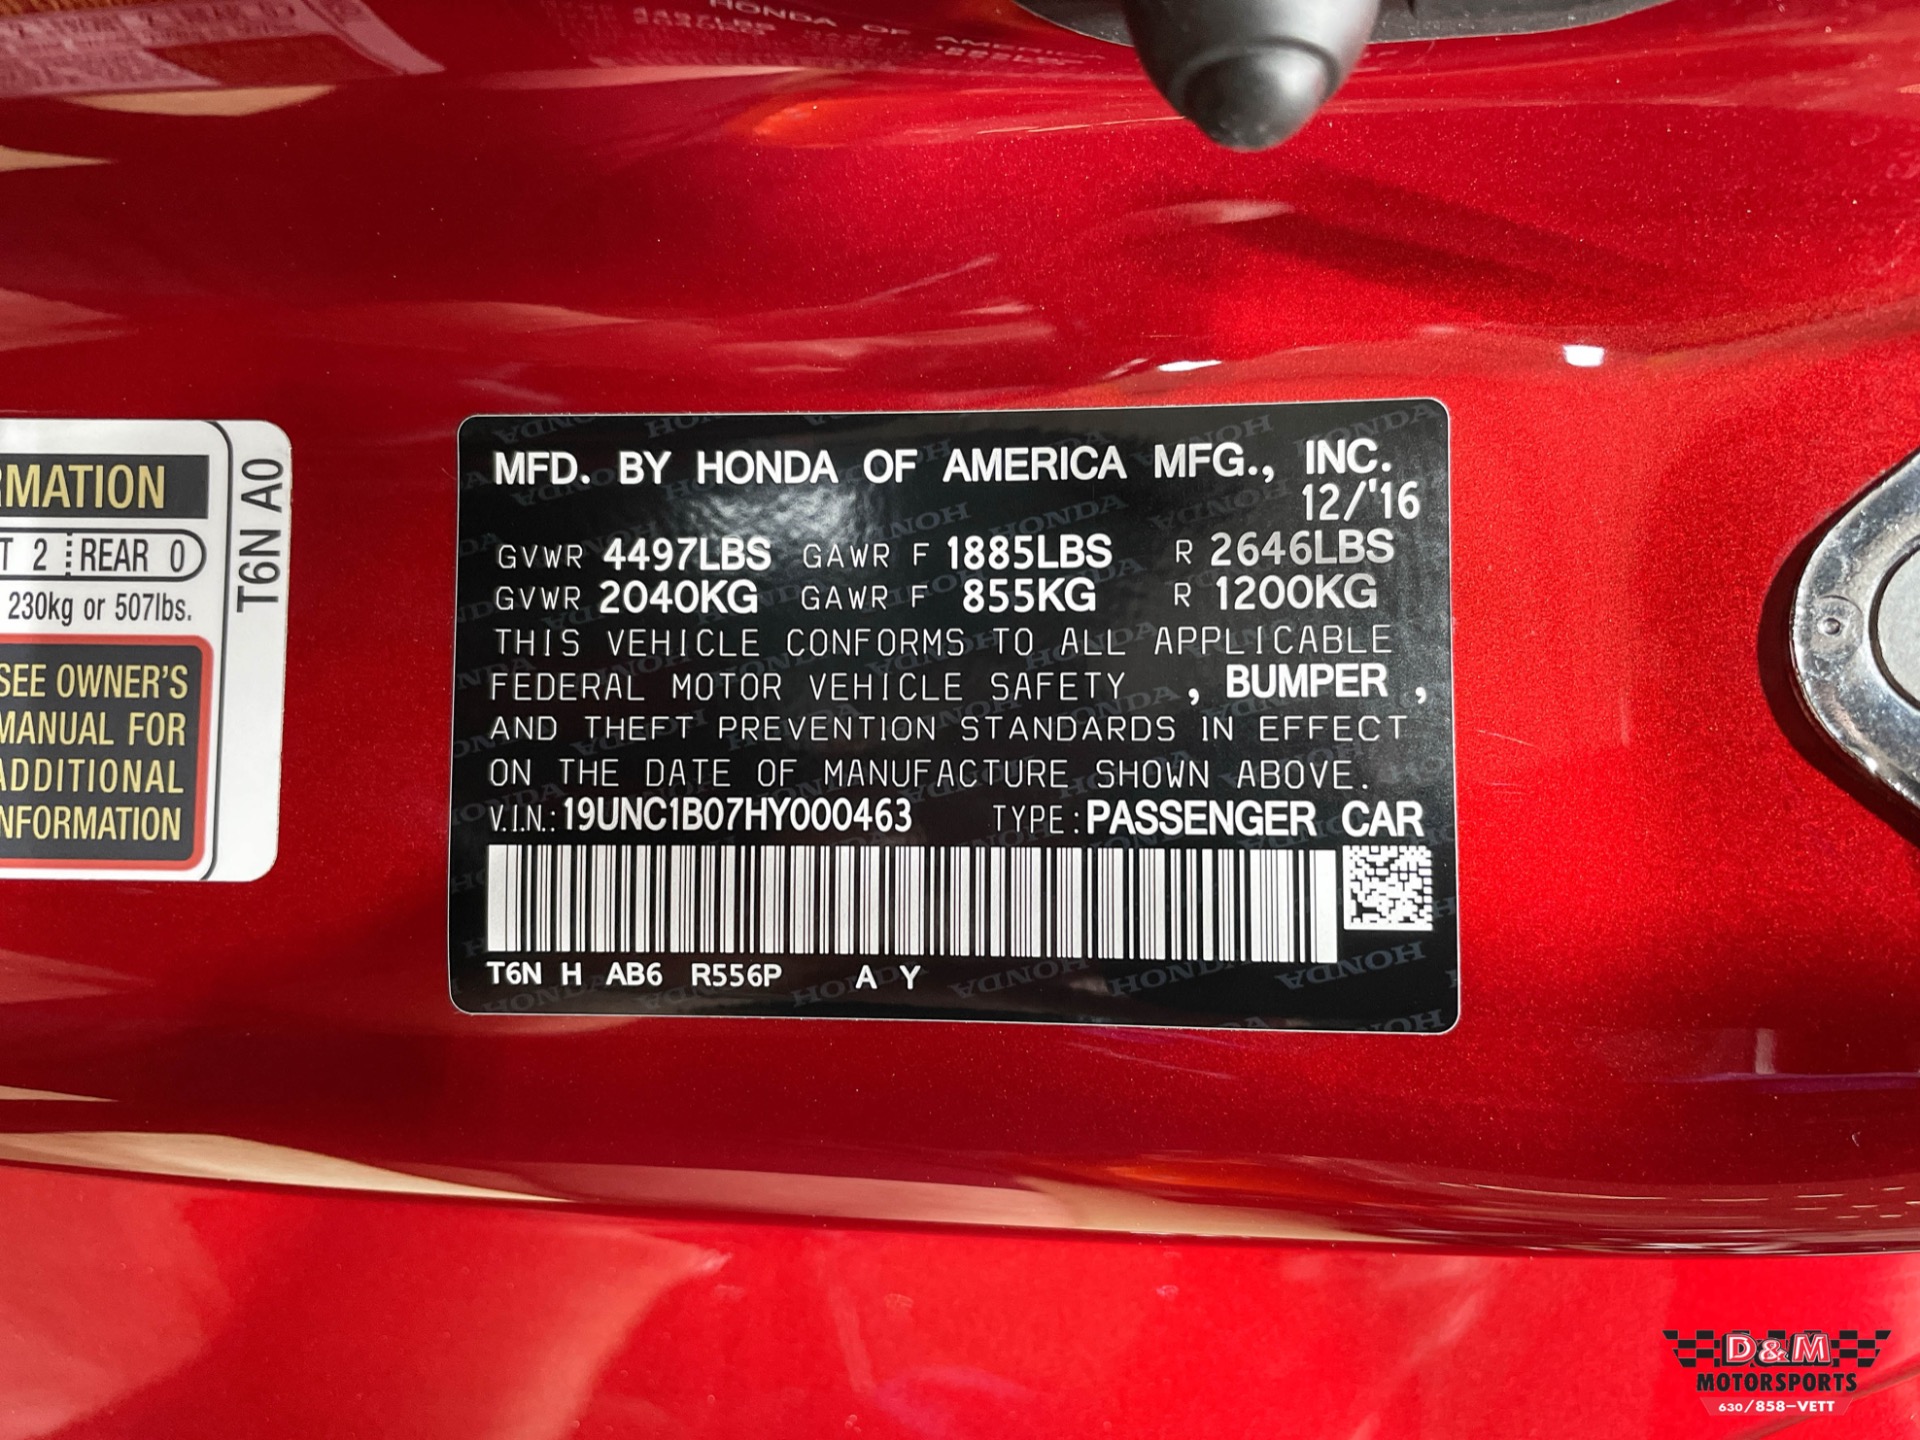 MFD. BY HONDA OF AMERICA MFG., INC.
12/'16
GVWR 4497LBS GAWR F 1885LBS R 2646LBS
GVWR 2040KG GAWR F 855KG R 1200KG
THIS VEHICLE CONFORMS TO ALL APPLICABLE
FEDERAL MOTOR VEHICLE SAFETY , BUMPER ,
AND THEFT PREVENTION STANDARDS IN EFFECT
ON THE DATE OF MANUFACTURE SHOWN ABOVE.
V.I.N.: 19UNC1B07HY000463 TYPE: PASSENGER CAR
T6N H AB6 R556P A Y
RMATION
T 2 REAR 0
230kg or 507lbs.
SEE OWNER'S
MANUAL FOR
ADDITIONAL
INFORMATION
T6N A0
D&M
MOTORSPORTS
630/858-VETT